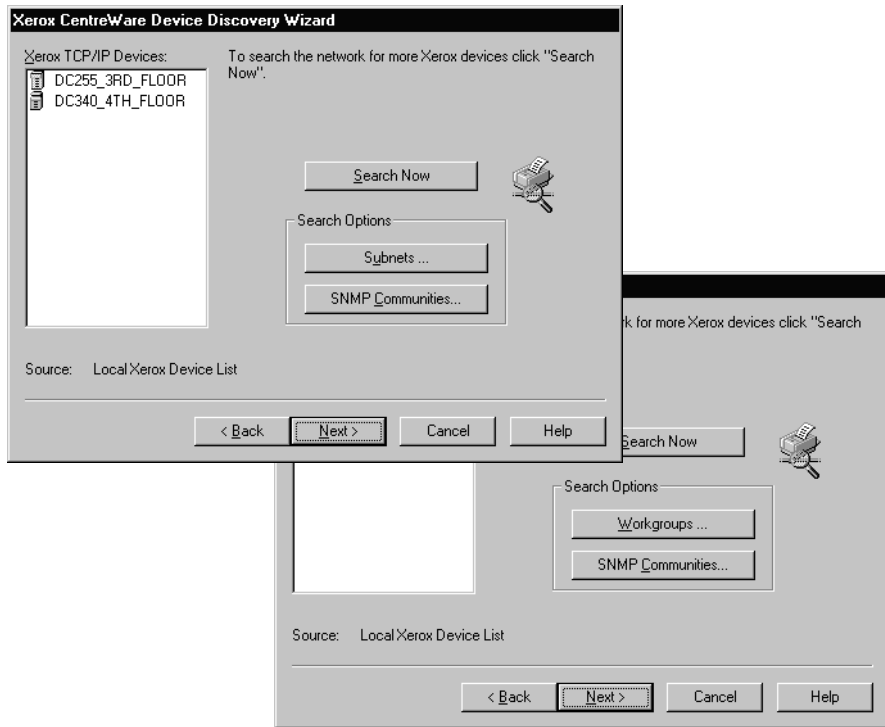 Xerox CentreWare Device Discovery Wizard
Xerox TCP/IP Devices:
DC255_3RD_FLOOR
DC340_4TH_FLOOR
To search the network for more Xerox devices click "Search
Now".
Search Now
Search Options
Subnets ...
SNMP Communities...
Source: Local Xerox Device List
< Back
Next >
Cancel
Help
for more Xerox devices click "Search
Search Now
Search Options
Workgroups ...
SNMP Communities...
Source: Local Xerox Device List
< Back
Next >
Cancel
Help